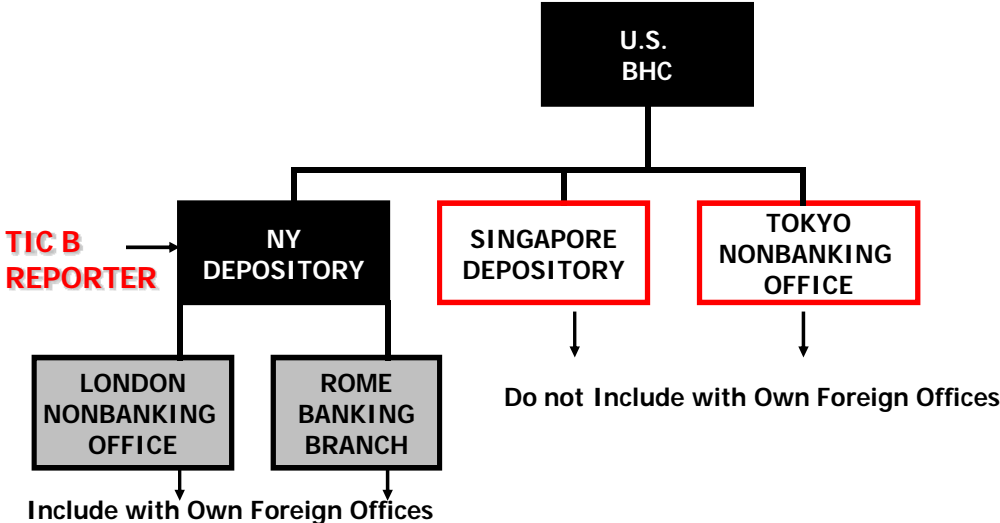 U.S.
BHC
TIC B
REPORTER
NY
DEPOSITORY
SINGAPORE
DEPOSITORY
TOKYO
NONBANKING
OFFICE
LONDON
NONBANKING
OFFICE
ROME
BANKING
BRANCH
Do not Include with Own Foreign Offices
Include with Own Foreign Offices